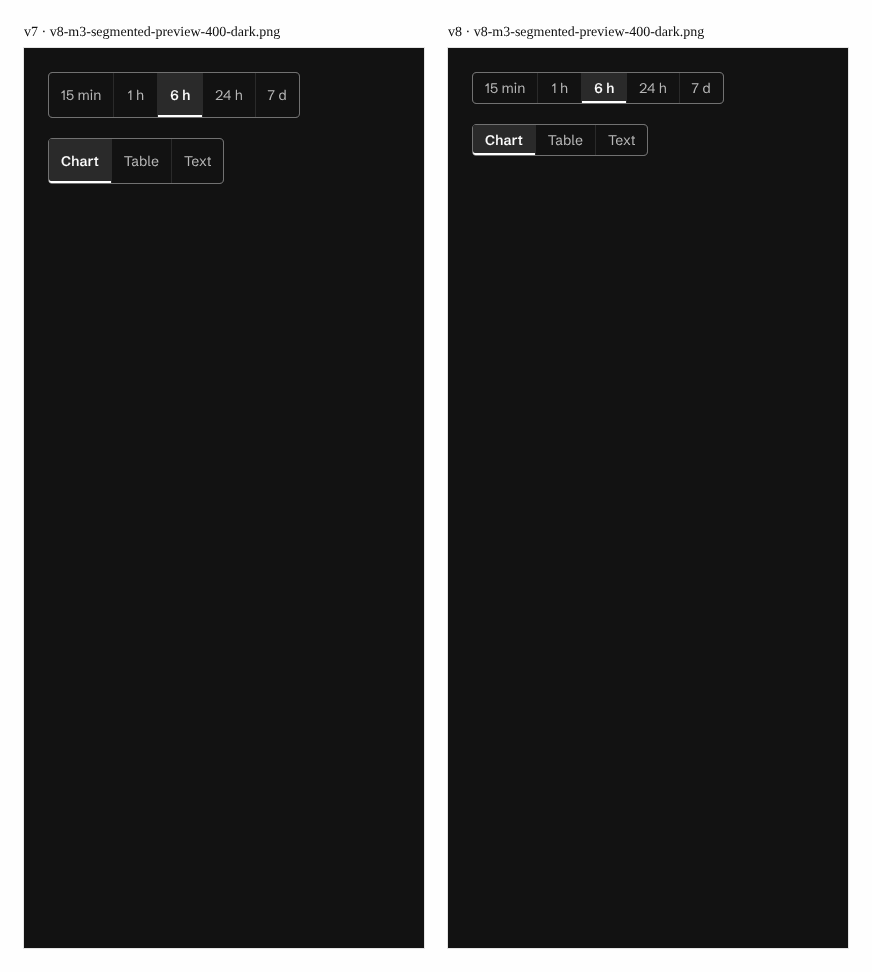 v7 · v8-m3-segmented-preview-400-dark.png
15 min 1 h 6 h 24 h 7 d
Chart Table Text
v8 · v8-m3-segmented-preview-400-dark.png
15 min 1 h 6 h 24 h 7 d
Chart Table Text